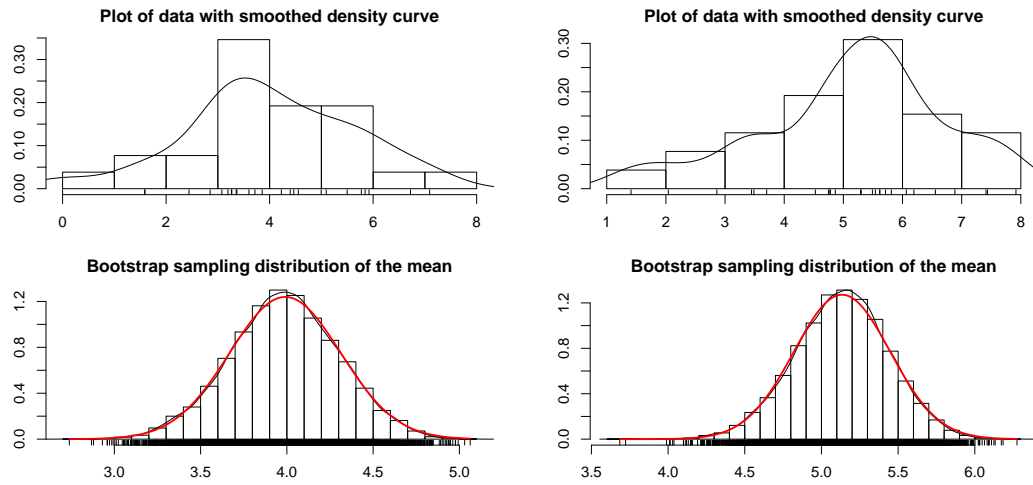 Plot of data with smoothed density curve
0.00 0.10 0.20 0.30
0 2 4 6 8
Plot of data with smoothed density curve
0.00 0.10 0.20 0.30
1 2 3 4 5 6 7 8
Bootstrap sampling distribution of the mean
0.0 0.4 0.8 1.2
3.0 3.5 4.0 4.5 5.0
Bootstrap sampling distribution of the mean
0.0 0.4 0.8 1.2
3.5 4.0 4.5 5.0 5.5 6.0